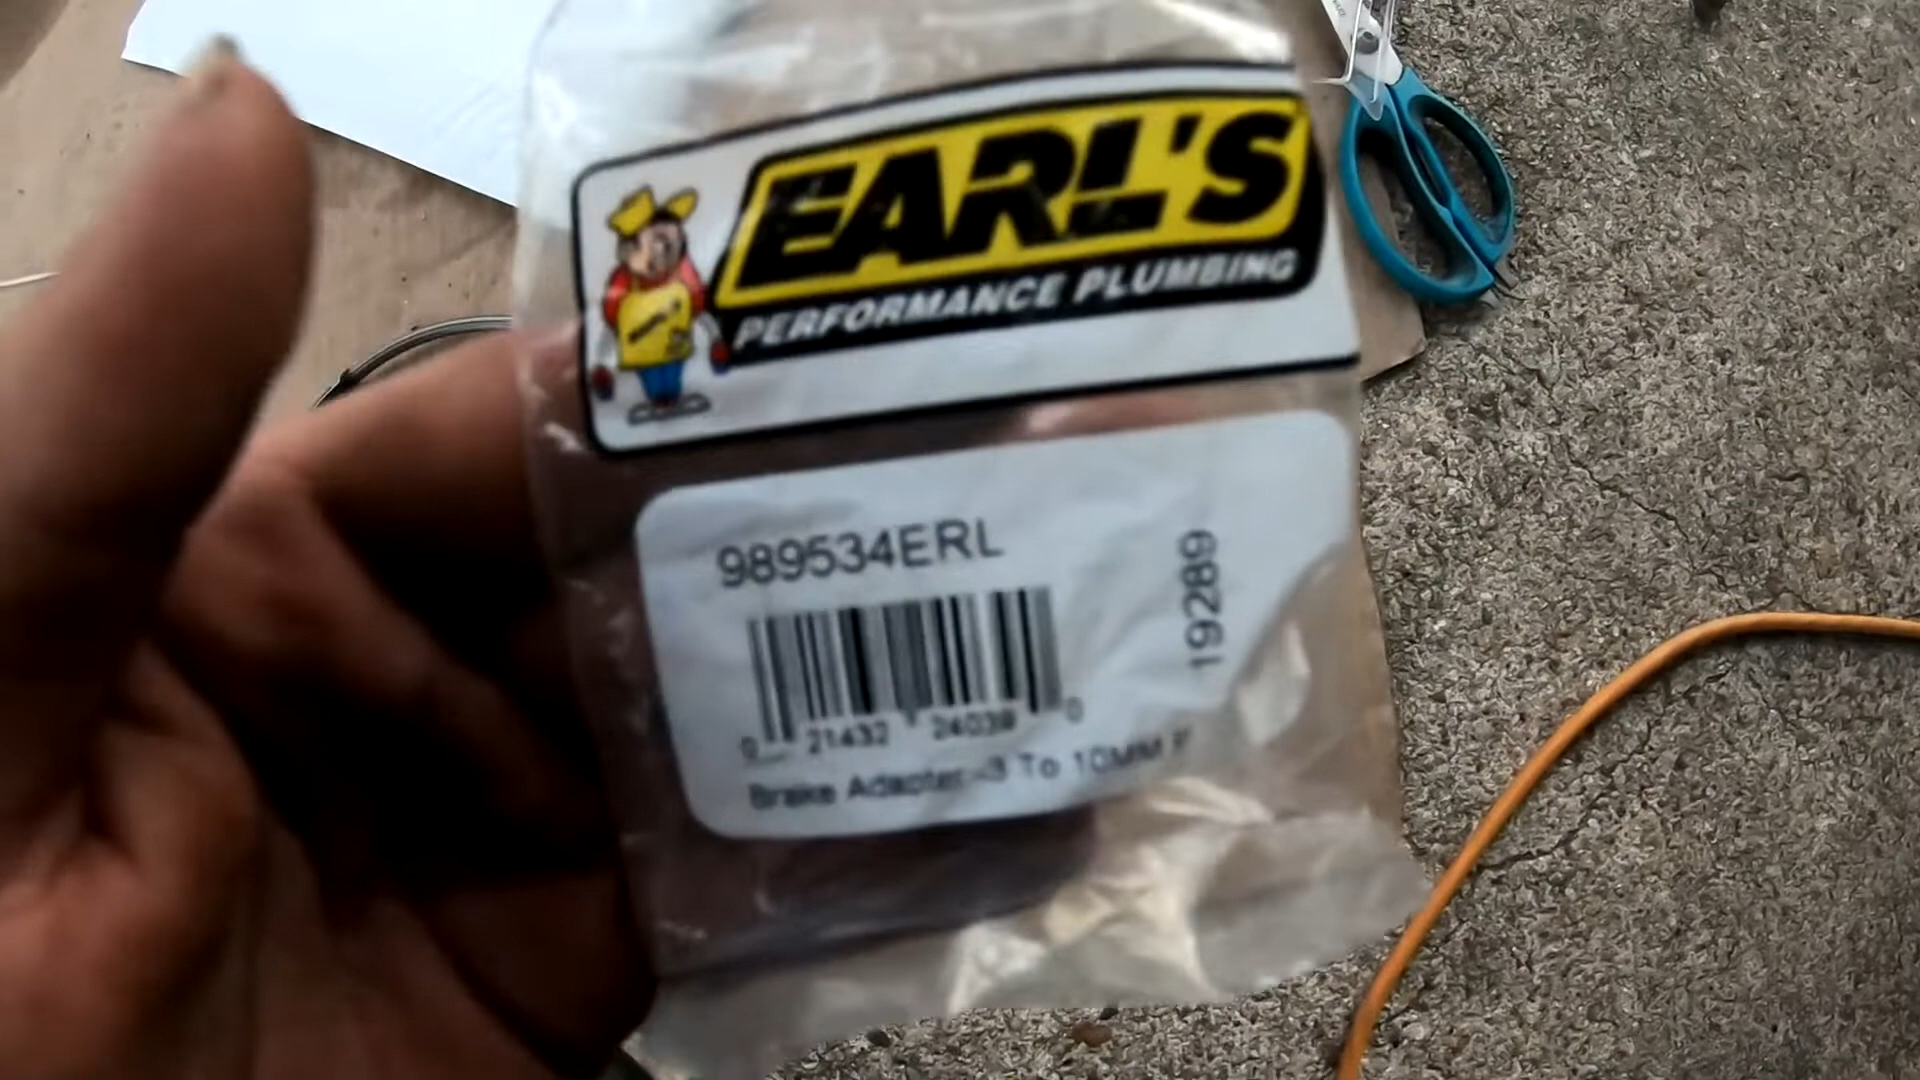 EARL'S
PERFORMANCE PLUMBING
989534ERL
19289
0 21432 24039 0
Brake Adapter -3 To 10MM